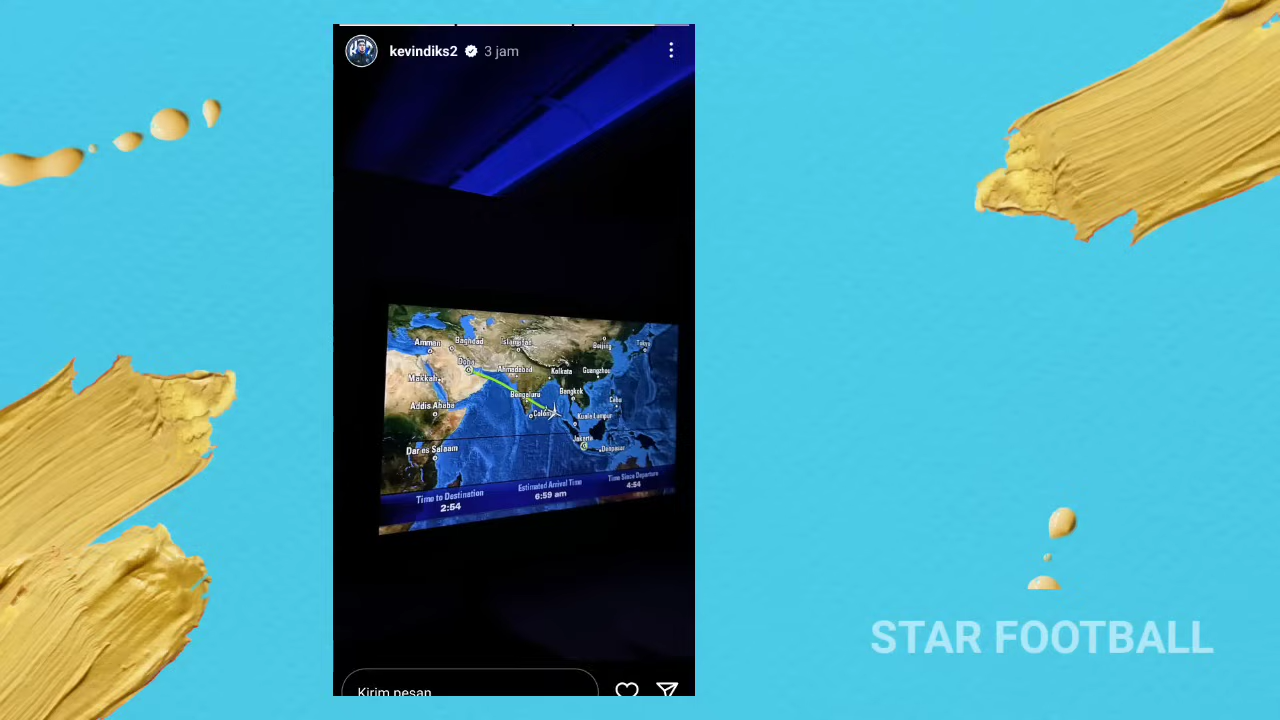 kevindiks2 3 jam
Amman
Baghdad
Islamabad
Beijing
Tokyo
Doha
Ahmadabad
Kolkata
Guangzhou
Makkah
Bengaluru
Bangkok
Cebu
Addis Ababa
Colombo
Kuala Lumpur
Jakarta
Denpasar
Dar es Salaam
Time to Destination
2:54
Estimated Arrival Time
6:59 am
Time Since Departure
4:54
Kirim pesan
STAR FOOTBALL